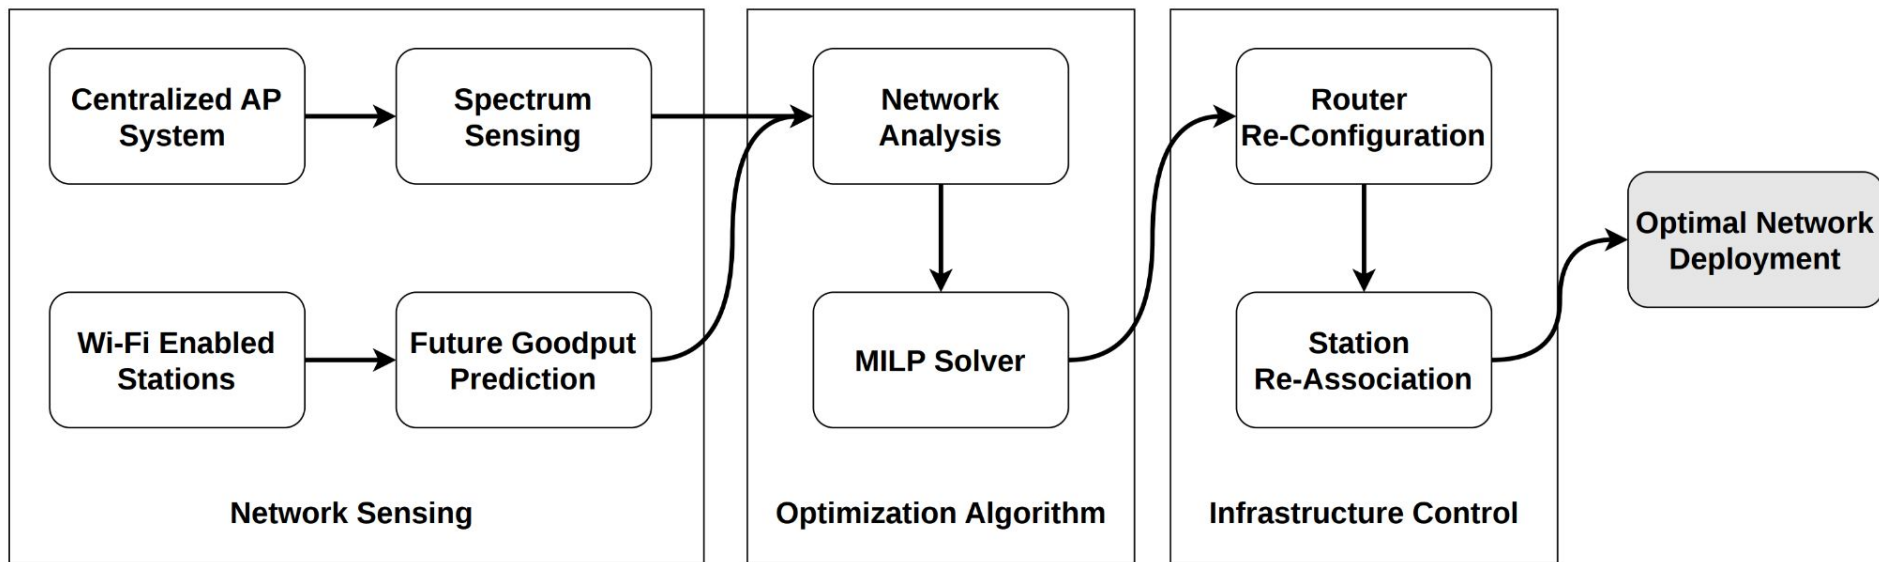 Centralized AP
System
Spectrum
Sensing
Wi-Fi Enabled
Stations
Future Goodput
Prediction
Network Sensing
Network
Analysis
MILP Solver
Optimization Algorithm
Router
Re-Configuration
Station
Re-Association
Infrastructure Control
Optimal Network
Deployment